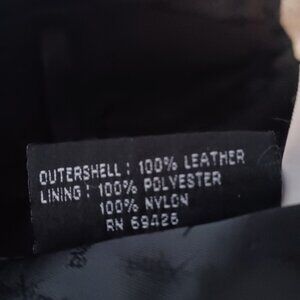 OUTERSHELL: 100% LEATHER
LINING: 100% POLYESTER
100% NYLON
RN 69426